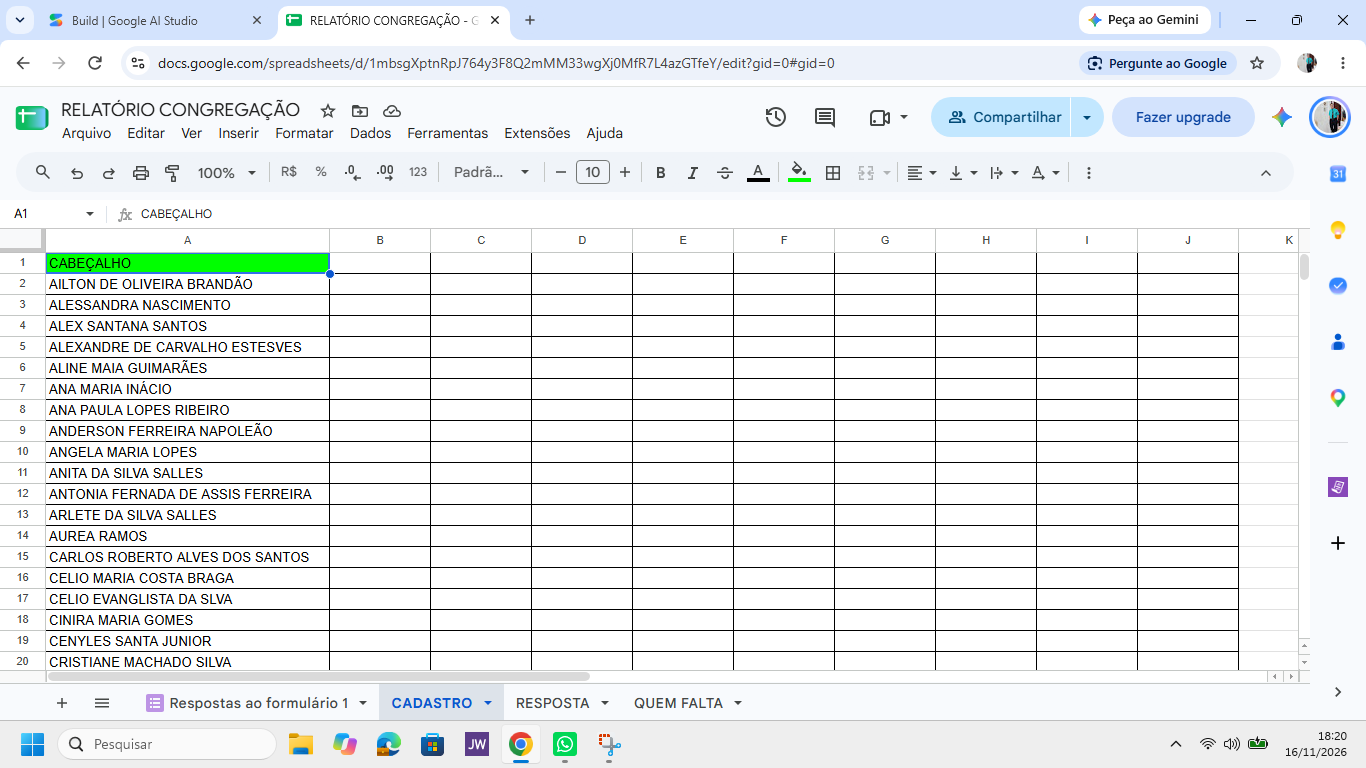 Build | Google AI Studio
RELATÓRIO CONGREGAÇÃO - G
Peça ao Gemini
docs.google.com/spreadsheets/d/1mbsgXptnRpJ764y3F8Q2mMM33wgXj0MfR7L4azGTfeY/edit?gid=0#gid=0
Pergunte ao Google
RELATÓRIO CONGREGAÇÃO
Arquivo Editar Ver Inserir Formatar Dados Ferramentas Extensões Ajuda
Compartilhar
Fazer upgrade
100% R$ % .0 .00 123 Padrã... 10 B I A
A1 fx CABEÇALHO
A B C D E F G H I J K
1 CABEÇALHO
2 AILTON DE OLIVEIRA BRANDÃO
3 ALESSANDRA NASCIMENTO
4 ALEX SANTANA SANTOS
5 ALEXANDRE DE CARVALHO ESTESVES
6 ALINE MAIA GUIMARÃES
7 ANA MARIA INÁCIO
8 ANA PAULA LOPES RIBEIRO
9 ANDERSON FERREIRA NAPOLEÃO
10 ANGELA MARIA LOPES
11 ANITA DA SILVA SALLES
12 ANTONIA FERNADA DE ASSIS FERREIRA
13 ARLETE DA SILVA SALLES
14 AUREA RAMOS
15 CARLOS ROBERTO ALVES DOS SANTOS
16 CELIO MARIA COSTA BRAGA
17 CELIO EVANGLISTA DA SLVA
18 CINIRA MARIA GOMES
19 CENYLES SANTA JUNIOR
20 CRISTIANE MACHADO SILVA
31
Respostas ao formulário 1 CADASTRO RESPOSTA QUEM FALTA
Pesquisar
JW
18:20
16/11/2026